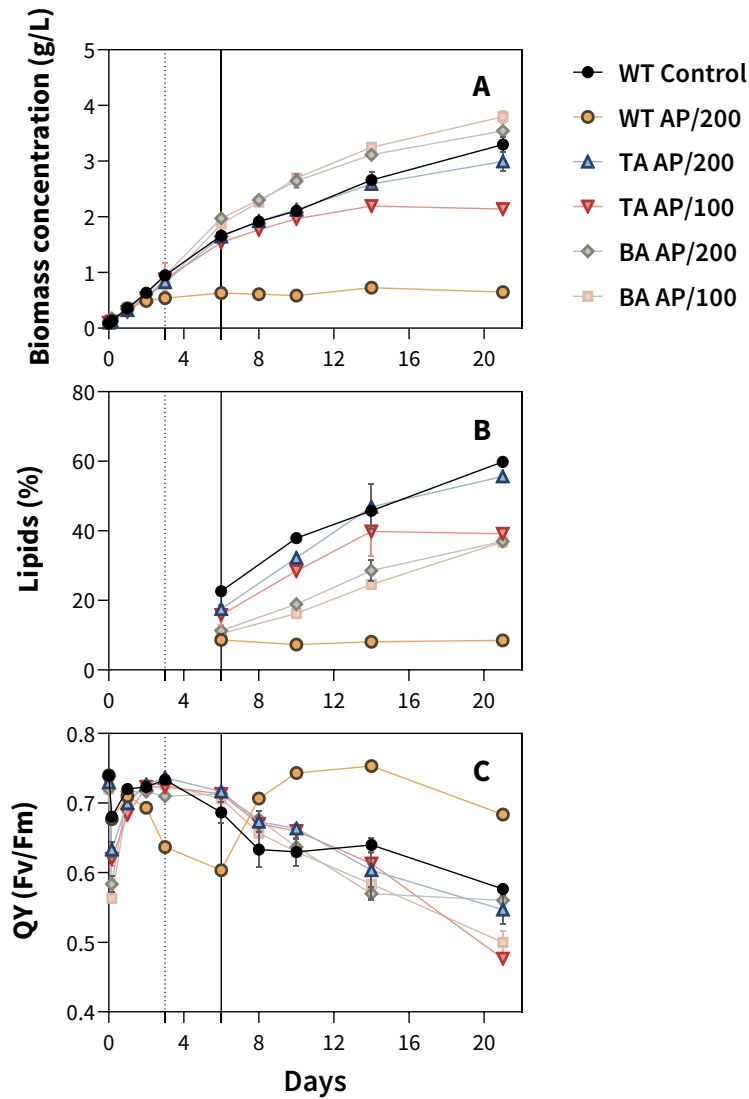 Biomass concentration (g/L)
5
4
3
2
1
0
A
0 4 8 12 16 20
WT Control
WT AP/200
TA AP/200
TA AP/100
BA AP/200
BA AP/100
Lipids (%)
80
60
40
20
0
B
0 4 8 12 16 20
QY (Fv/Fm)
0.8
0.7
0.6
0.5
0.4
C
0 4 8 12 16 20
Days